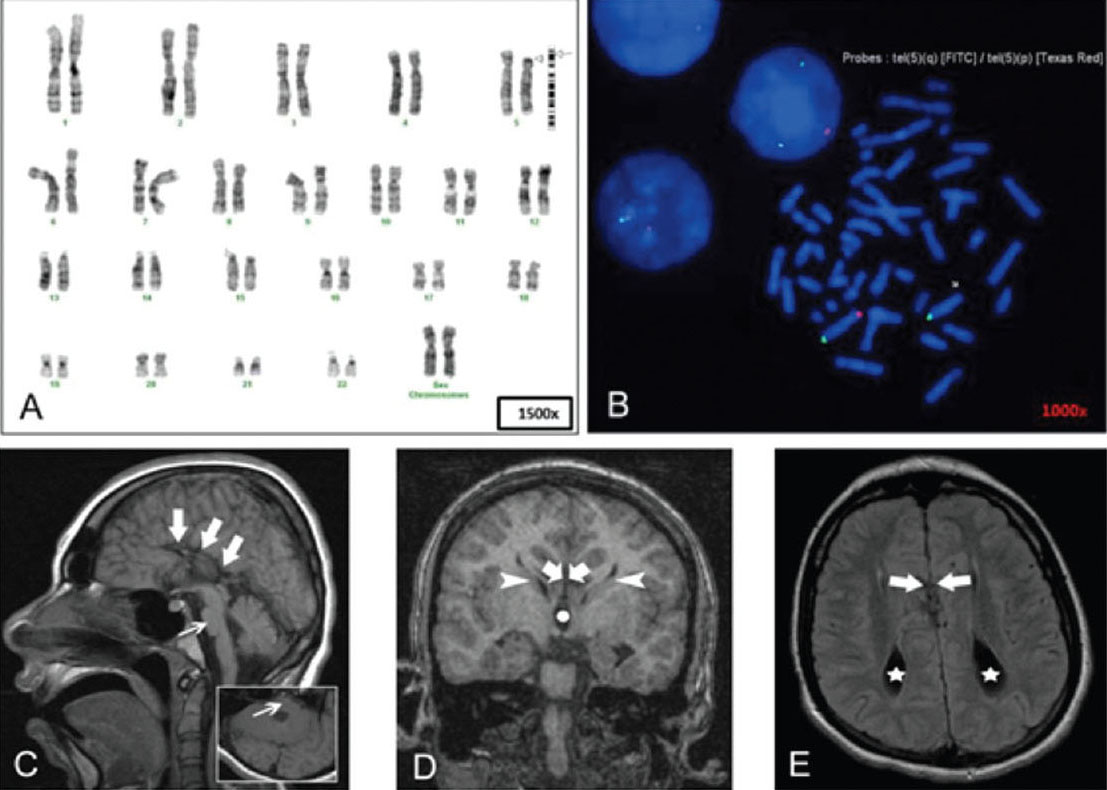 1
2
3
4
5
6
7
8
9
10
11
12
13
14
15
16
17
18
19
20
21
22
Sex
Chromosomes
A
1500x
Probes : tel(5)(q) [FITC] / tel(5)(p) [Texas Red]
B
1000x
C
D
E